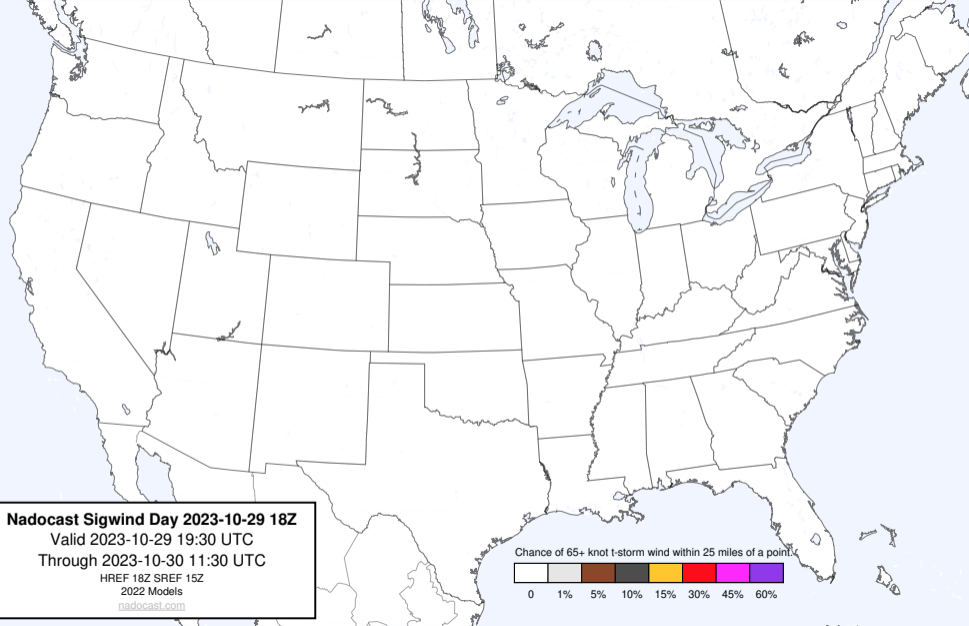 Nadocast Sigwind Day 2023-10-29 18Z
Valid 2023-10-29 19:30 UTC
Through 2023-10-30 11:30 UTC
HREF 18Z SREF 15Z
2022 Models
nadocast.com
Chance of 65+ knot t-storm wind within 25 miles of a point.
0 1% 5% 10% 15% 30% 45% 60%